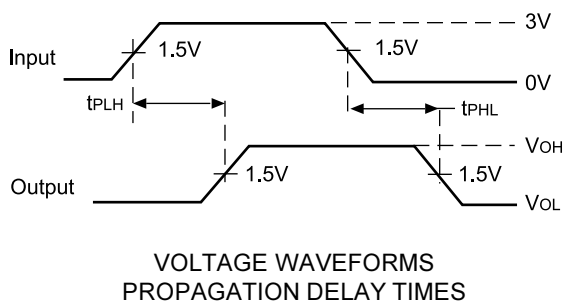 3V
Input
1.5V
1.5V
0V
tPLH
tPHL
VOH
Output
1.5V
1.5V
VOL
VOLTAGE WAVEFORMS
PROPAGATION DELAY TIMES